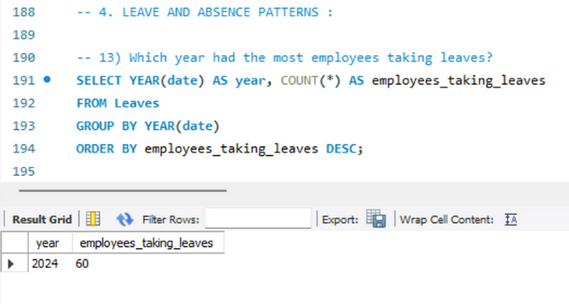 188 -- 4. LEAVE AND ABSENCE PATTERNS :
189
190 -- 13) Which year had the most employees taking leaves?
191 SELECT YEAR(date) AS year, COUNT(*) AS employees_taking_leaves
192 FROM Leaves
193 GROUP BY YEAR(date)
194 ORDER BY employees_taking_leaves DESC;
195
Result Grid Filter Rows: Export: Wrap Cell Content:
year employees_taking_leaves
2024 60